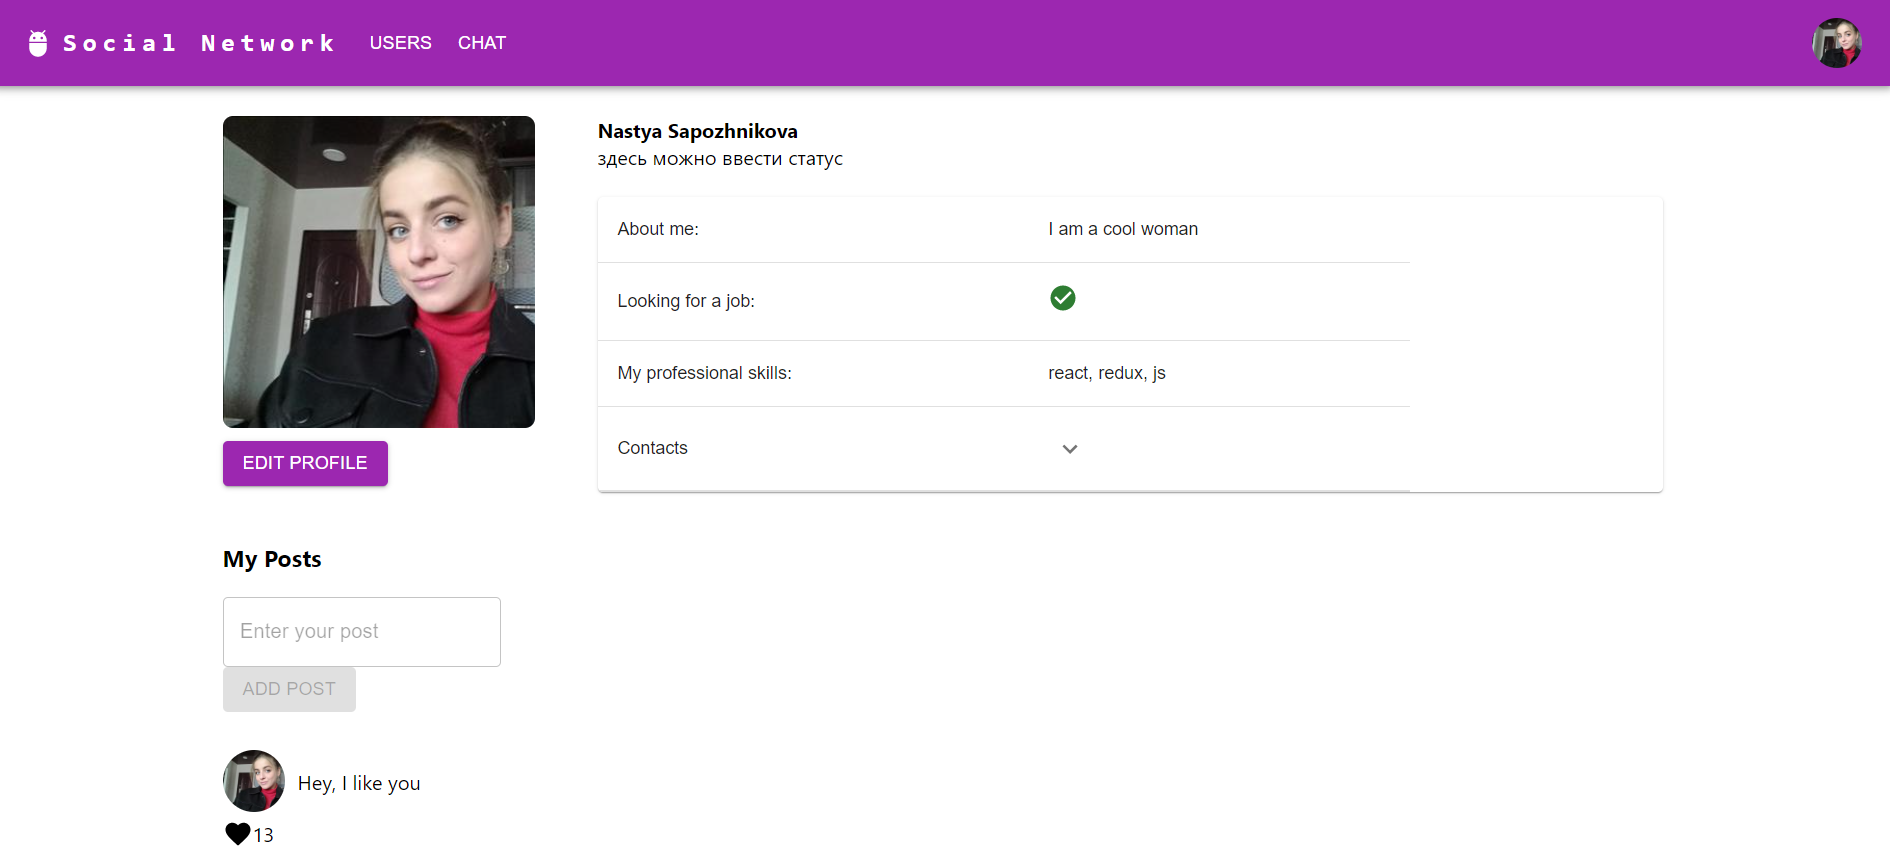 Social Network
USERS
CHAT
Nastya Sapozhnikova
здесь можно ввести статус
About me:
I am a cool woman
Looking for a job:
My professional skills:
react, redux, js
Contacts
EDIT PROFILE
My Posts
Enter your post
ADD POST
Hey, I like you
13